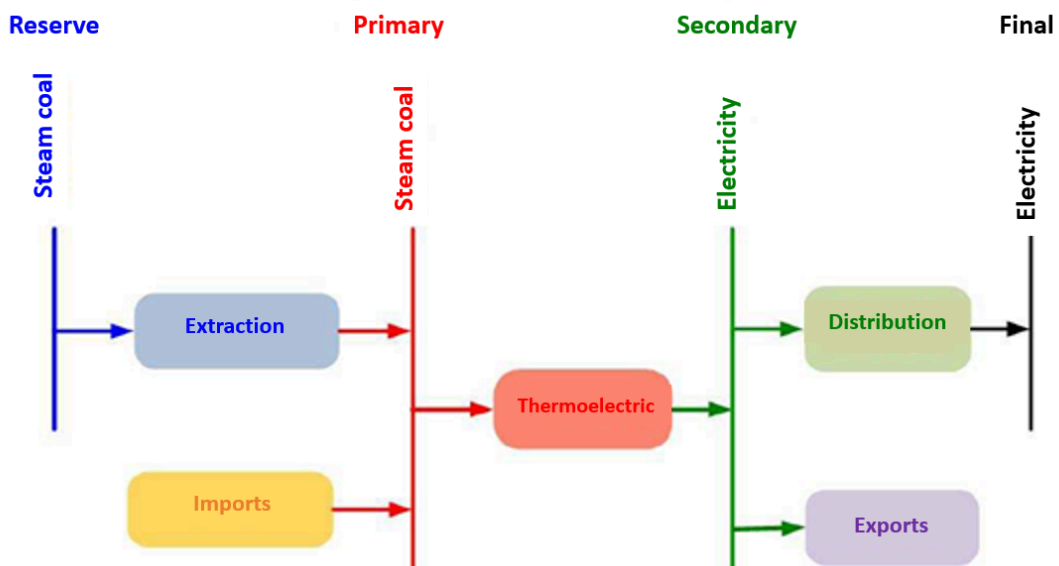 Reserve
Primary
Secondary
Final
Steam coal
Steam coal
Electricity
Electricity
Extraction
Distribution
Thermoelectric
Imports
Exports